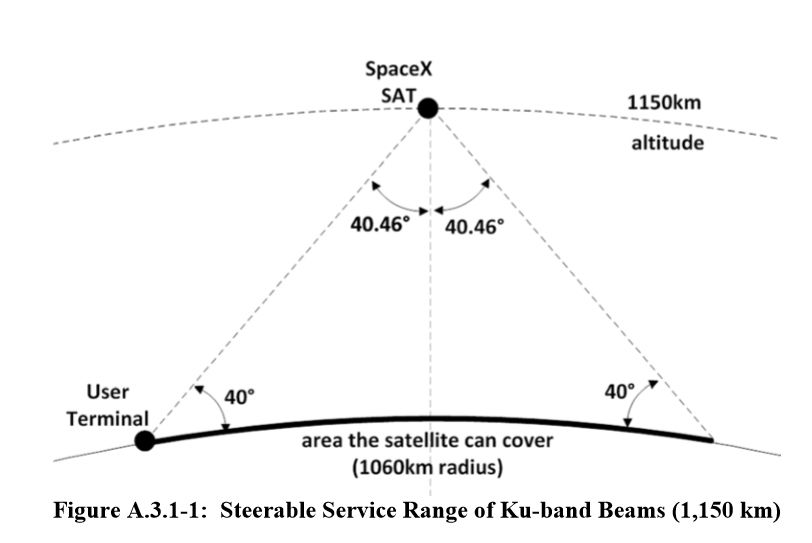 SpaceX
SAT
1150km
altitude
40.46°
40.46°
40°
40°
User
Terminal
area the satellite can cover
(1060km radius)
Figure A.3.1-1: Steerable Service Range of Ku-band Beams (1,150 km)